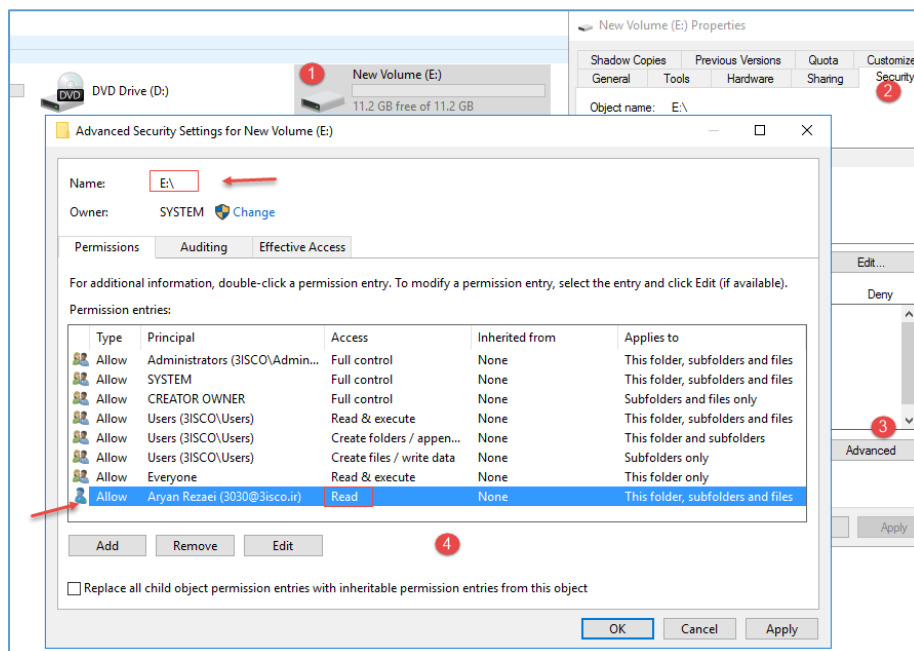 New Volume (E:) Properties
1
New Volume (E:)
11.2 GB free of 11.2 GB
DVD
DVD Drive (D:)
Shadow Copies Previous Versions Quota Customize
General Tools Hardware Sharing Security
2
Object name: E:\
Advanced Security Settings for New Volume (E:)
Name: E:\
Owner: SYSTEM Change
Permissions Auditing Effective Access
For additional information, double-click a permission entry. To modify a permission entry, select the entry and click Edit (if available).
Permission entries:
Type Principal Access Inherited from Applies to
Allow Administrators (3ISCO\Admin... Full control None This folder, subfolders and files
Allow SYSTEM Full control None This folder, subfolders and files
Allow CREATOR OWNER Full control None Subfolders and files only
Allow Users (3ISCO\Users) Read & execute None This folder, subfolders and files
Allow Users (3ISCO\Users) Create folders / appen... None This folder and subfolders
Allow Users (3ISCO\Users) Create files / write data None Subfolders only
Allow Everyone Read & execute None This folder only
Allow Aryan Rezaei (3030@3isco.ir) Read None This folder, subfolders and files
Add Remove Edit
4
Replace all child object permission entries with inheritable permission entries from this object
OK Cancel Apply
Edit...
Deny
3
Advanced
Apply